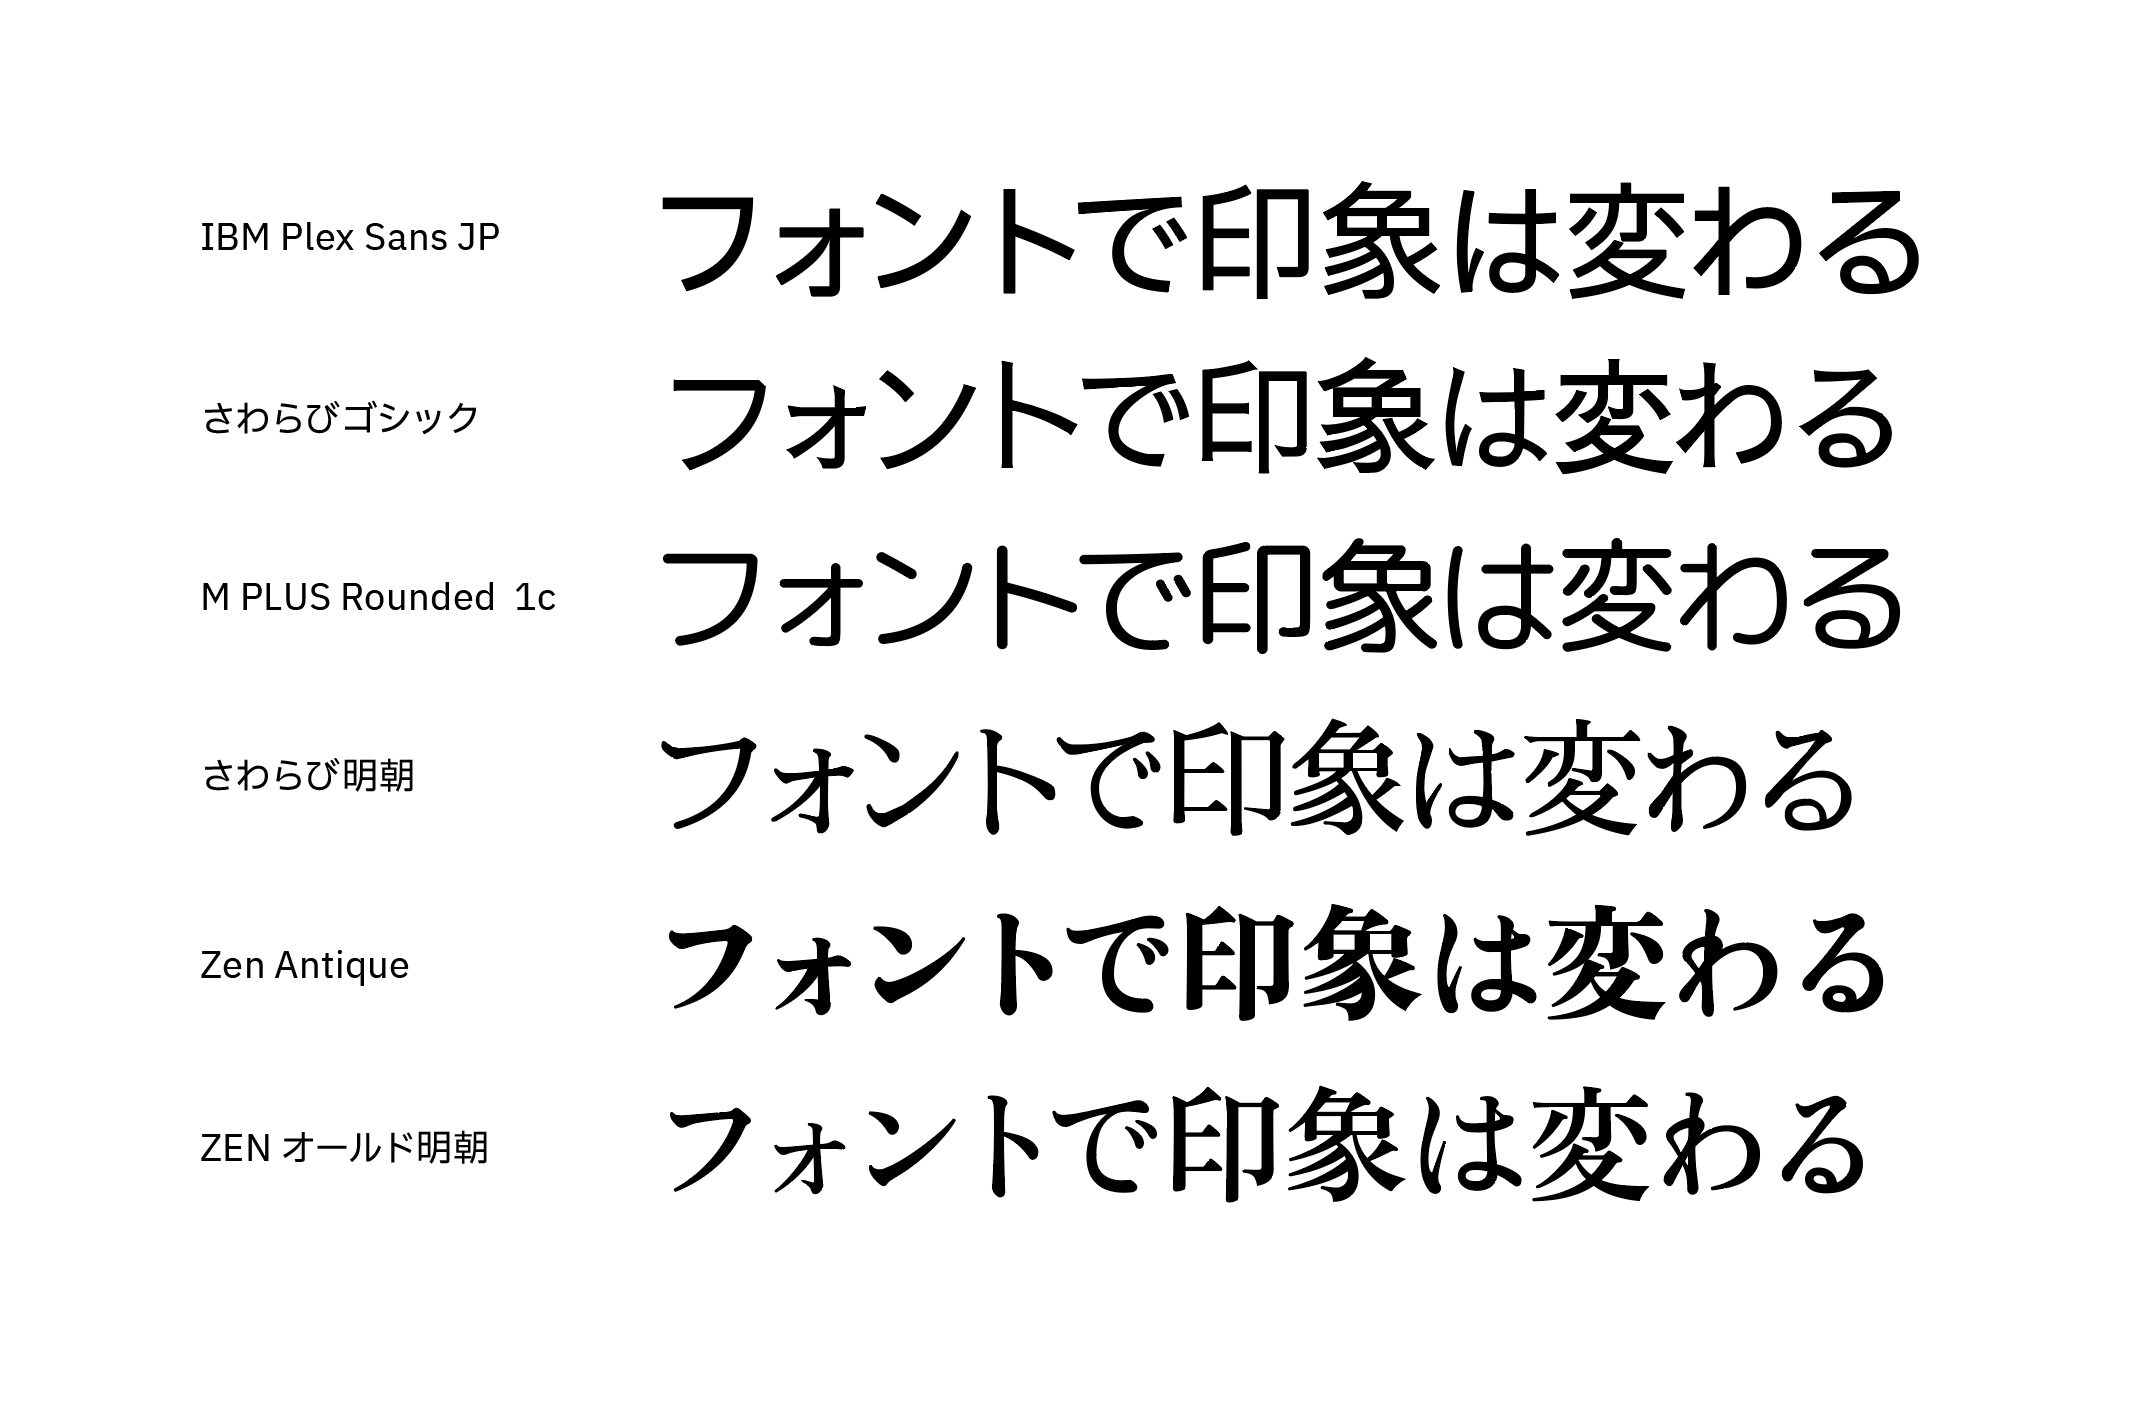 IBM Plex Sans JP フォントで印象は変わる
さわらびゴシック フォントで印象は変わる
M PLUS Rounded 1c フォントで印象は変わる
さわらび明朝 フォントで印象は変わる
Zen Antique フォントで印象は変わる
ZEN オールド明朝 フォントで印象は変わる